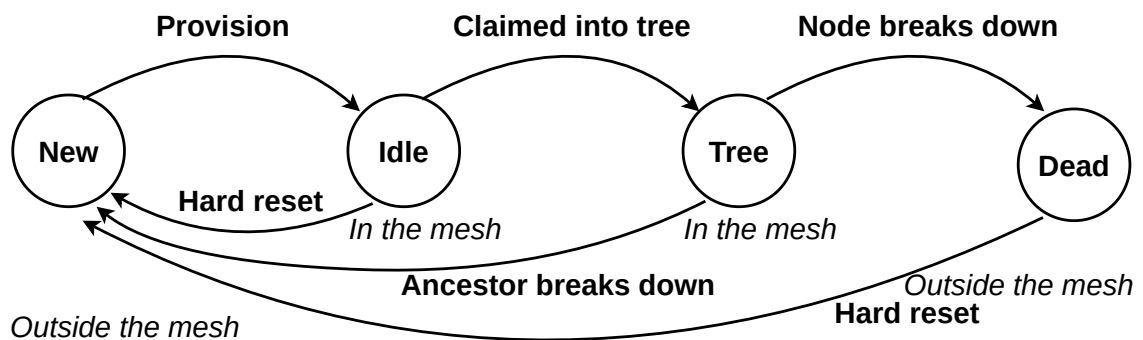 Provision
Claimed into tree
Node breaks down
New
Idle
Tree
Dead
Hard reset
In the mesh
In the mesh
Ancestor breaks down
Outside the mesh
Hard reset
Outside the mesh